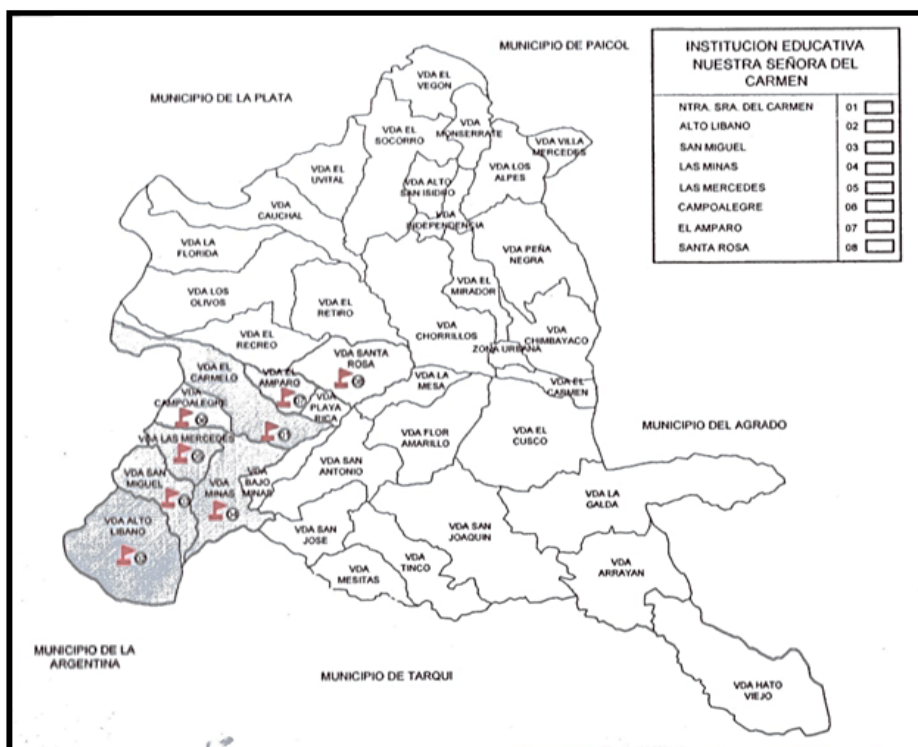 MUNICIPIO DE PAICOL
MUNICIPIO DE LA PLATA
INSTITUCION EDUCATIVA
NUESTRA SEÑORA DEL
CARMEN
NTRA. SRA. DEL CARMEN 01
ALTO LIBANO 02
SAN MIGUEL 03
LAS MINAS 04
LAS MERCEDES 05
CAMPOALEGRE 06
EL AMPARO 07
SANTA ROSA 08
VDA EL
VEGON
VDA EL
SOCORRO
VDA
MONSERRATE
VDA VILLA
MERCEDES
VDA EL
UVITAL
VDA ALTO
SAN ISIDRO
VDA LOS
ALPES
VDA
CAUCHAL
VDA
INDEPENDENCIA
VDA LA
FLORIDA
VDA PEÑA
NEGRA
VDA LOS
OLIVOS
VDA EL
RETIRO
VDA EL
MIRADOR
VDA EL
RECREO
VDA
CHORRILLOS
VDA
CHIMBAYACO
ZONA URBANA
VDA SANTA
ROSA
VDA EL
CARMELO
VDA EL
AMPARO
VDA LA
MESA
VDA EL
CARMEN
VDA
CAMPOALEGRE
VDA
PLAYA
RICA
VDA LAS MERCEDES
VDA FLOR
AMARILLO
VDA EL
CUSCO
MUNICIPIO DEL AGRADO
VDA SAN
MIGUEL
VDA
MINAS
VDA
BAJO
MINAS
VDA SAN
ANTONIO
VDA LA
GALDA
VDA ALTO
LIBANO
VDA SAN
JOSE
VDA SAN
JOAQUIN
VDA
MESITAS
VDA
TINCO
VDA
ARRAYAN
MUNICIPIO DE LA
ARGENTINA
MUNICIPIO DE TARQUI
VDA HATO
VIEJO